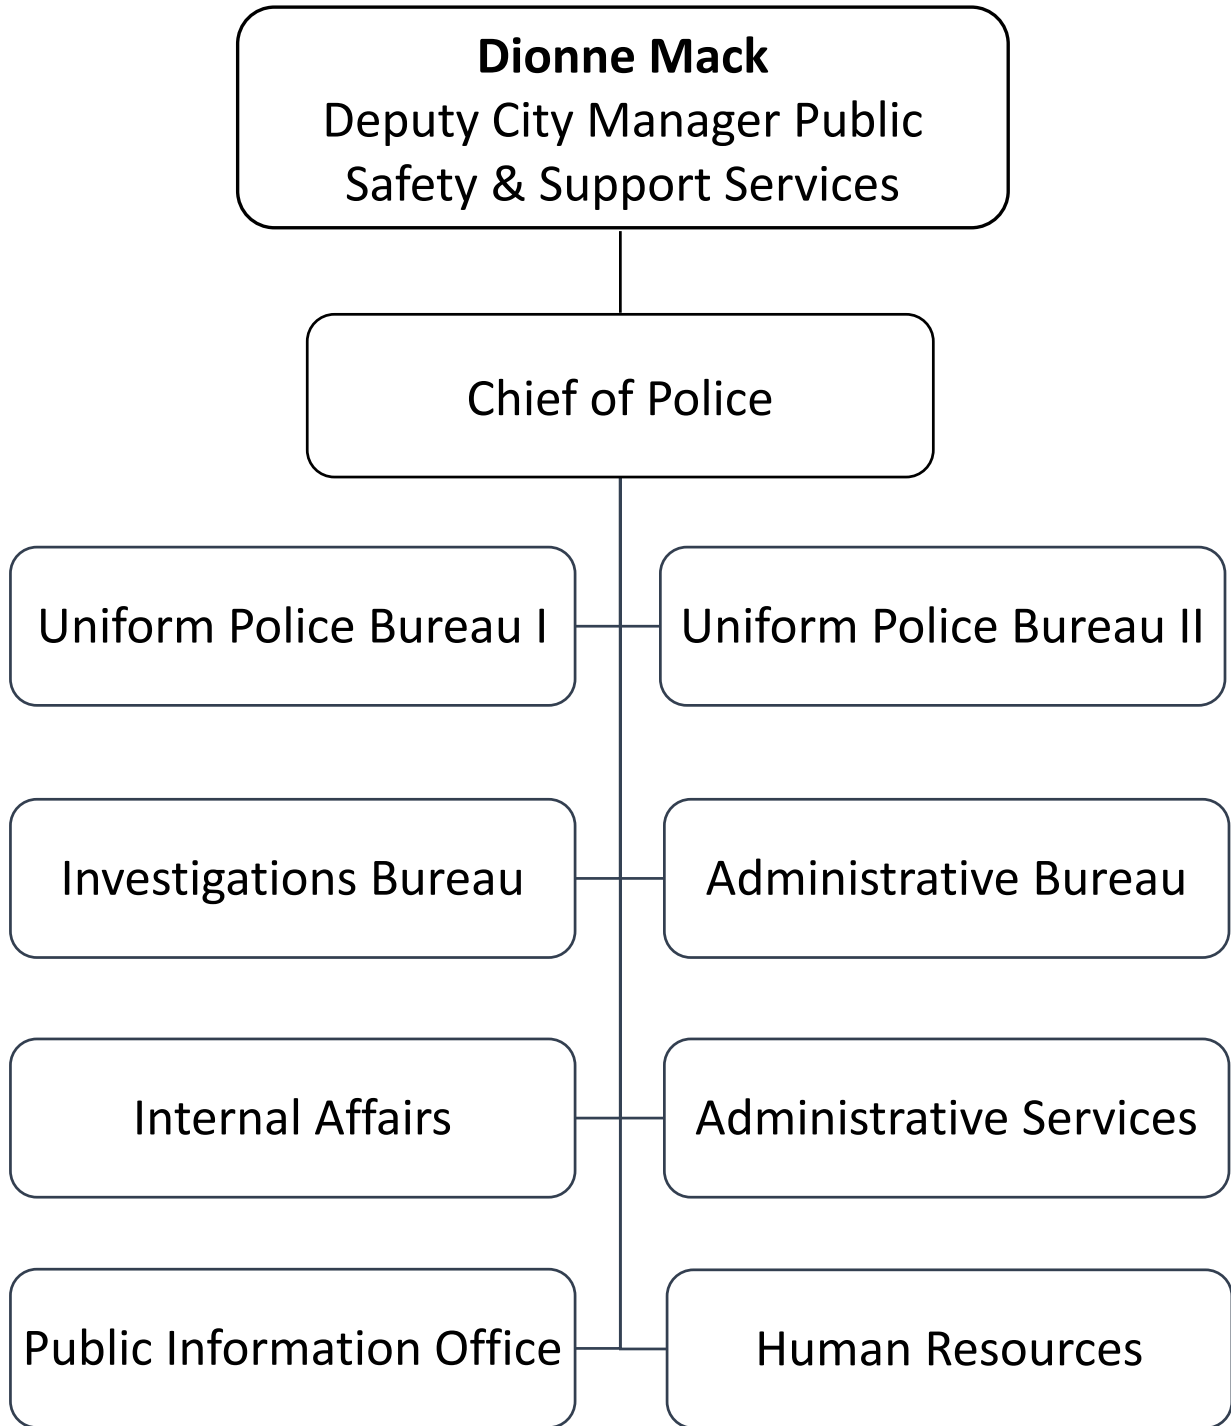 Dionne Mack
Deputy City Manager Public
Safety & Support Services
Chief of Police
Uniform Police Bureau I
Uniform Police Bureau II
Investigations Bureau
Administrative Bureau
Internal Affairs
Administrative Services
Public Information Office
Human Resources